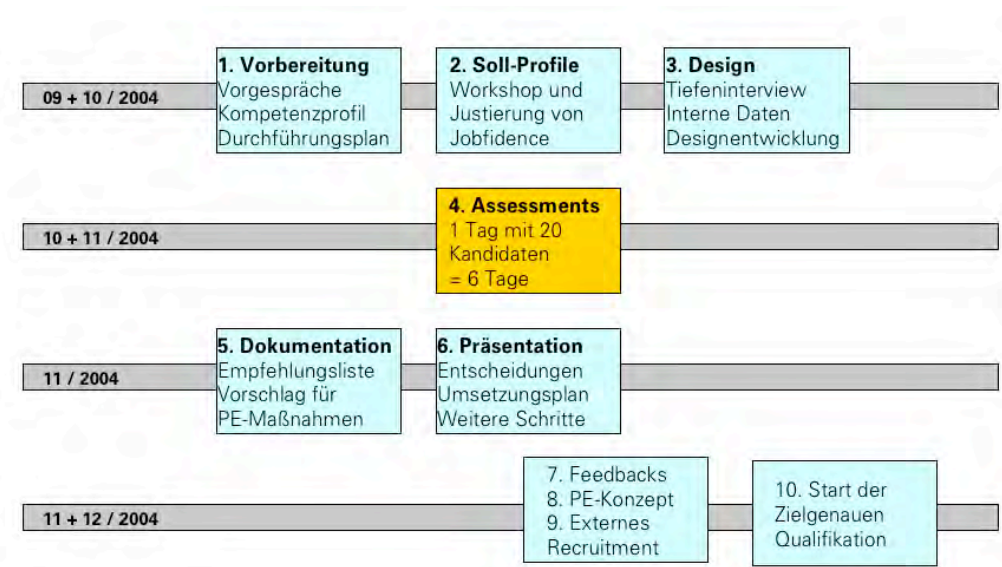 09 + 10 / 2004
1. Vorbereitung
Vorgespräche
Kompetenzprofil
Durchführungsplan
2. Soll-Profile
Workshop und
Justierung von
Jobfidence
3. Design
Tiefeninterview
Interne Daten
Designentwicklung
10 + 11 / 2004
4. Assessments
1 Tag mit 20
Kandidaten
= 6 Tage
11 / 2004
5. Dokumentation
Empfehlungsliste
Vorschlag für
PE-Maßnahmen
6. Präsentation
Entscheidungen
Umsetzungsplan
Weitere Schritte
11 + 12 / 2004
7. Feedbacks
8. PE-Konzept
9. Externes
Recruitment
10. Start der
Zielgenauen
Qualifikation